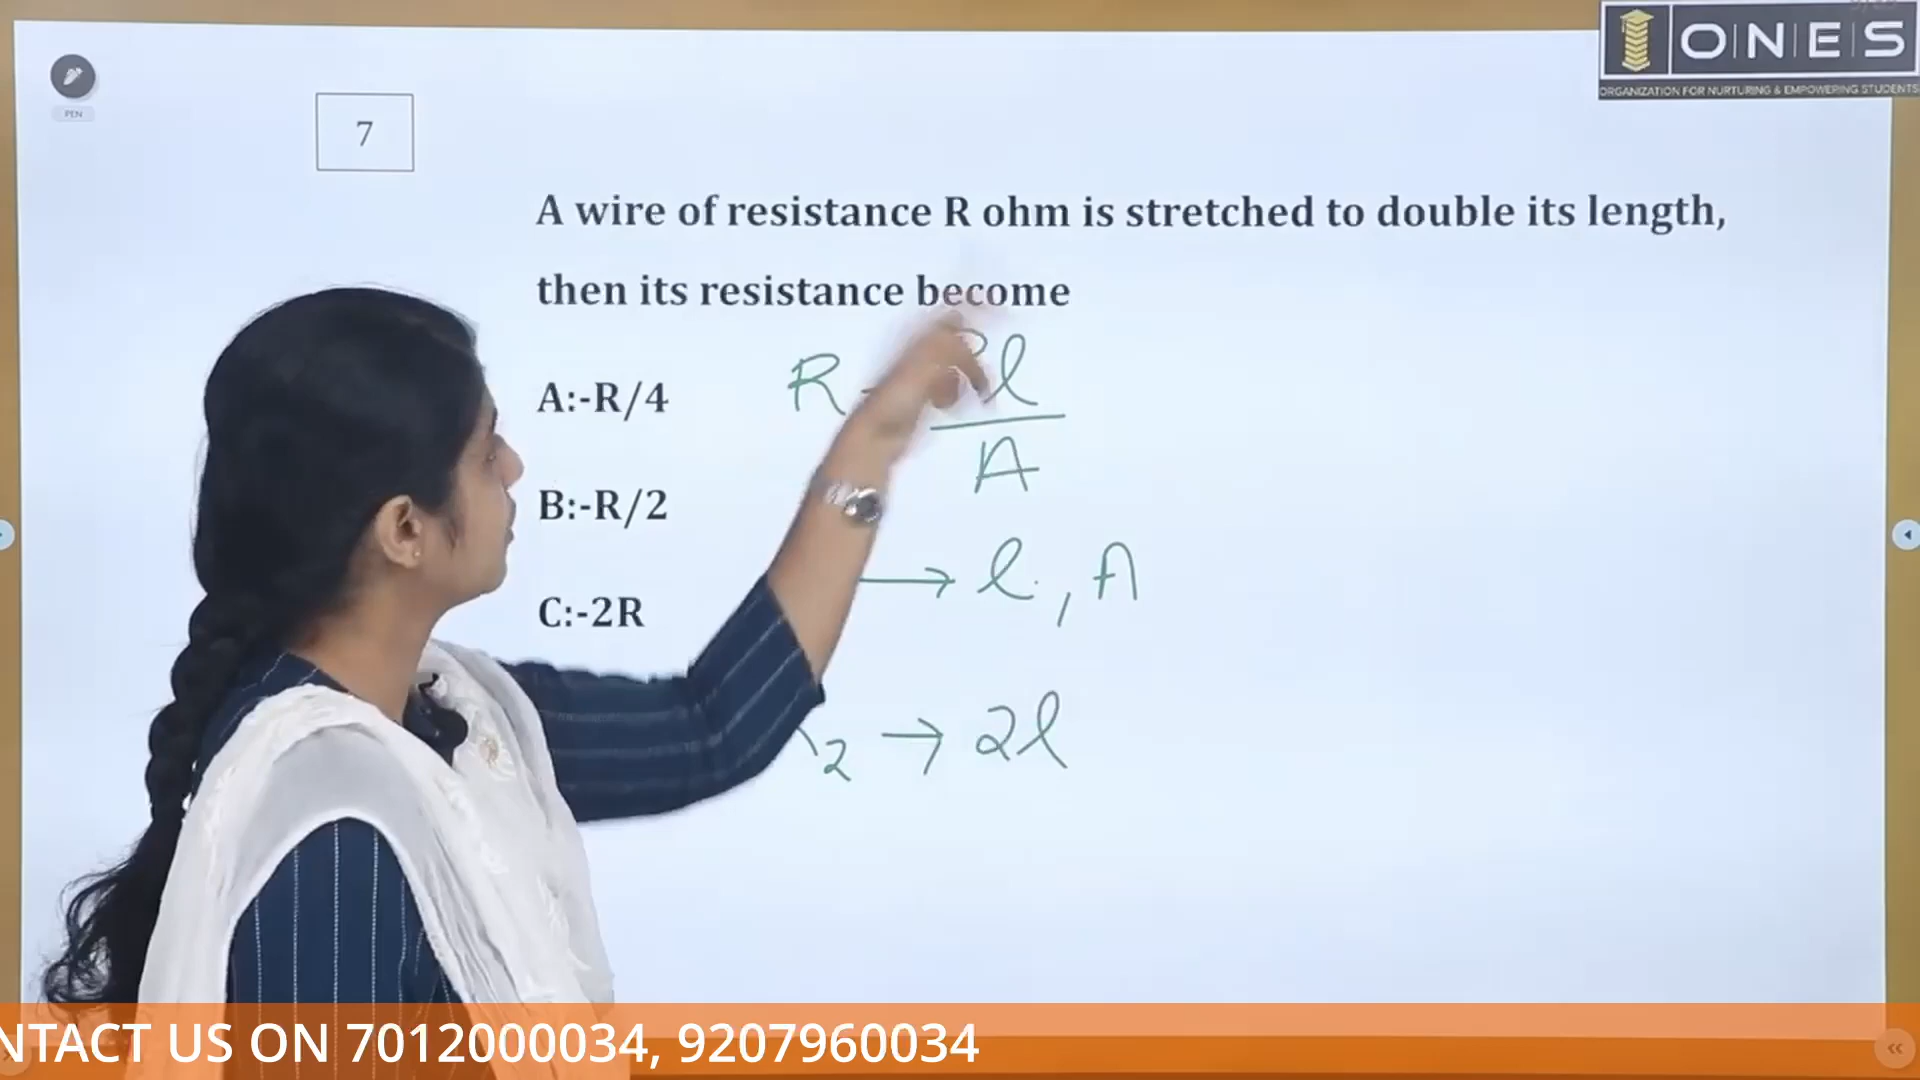 O|N|E|S
ORGANIZATION FOR NURTURING & EMPOWERING STUDENTS
PEN
7
A wire of resistance R ohm is stretched to double its length,
then its resistance become
R l
A
A:-R/4
B:-R/2
→ l, A
C:-2R
2 → 2l
NTACT US ON 7012000034, 9207960034